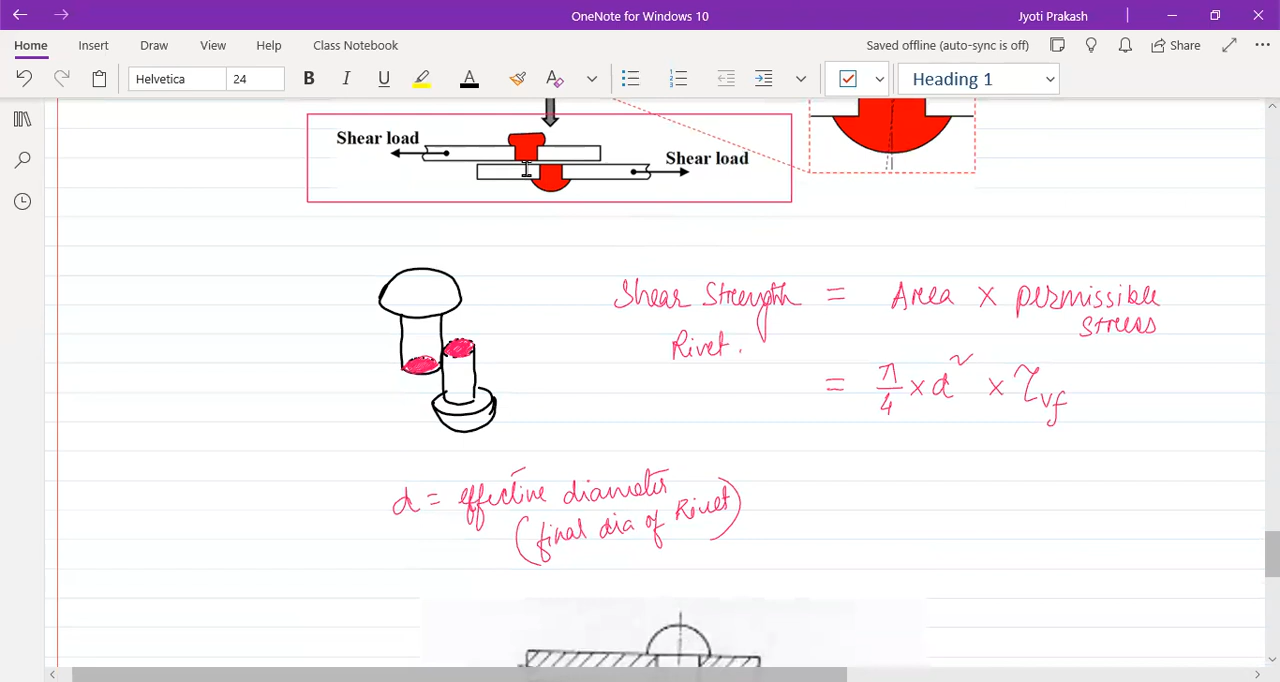 OneNote for Windows 10
Jyoti Prakash
Home Insert Draw View Help Class Notebook
Saved offline (auto-sync is off)
Share
Helvetica 24 B I U A A Heading 1
Shear load
Shear load
Shear Strength = Area × permissible
stress
Rivet.
= π/4 × d² × τvf
d = effective diameter
(final dia of Rivet)